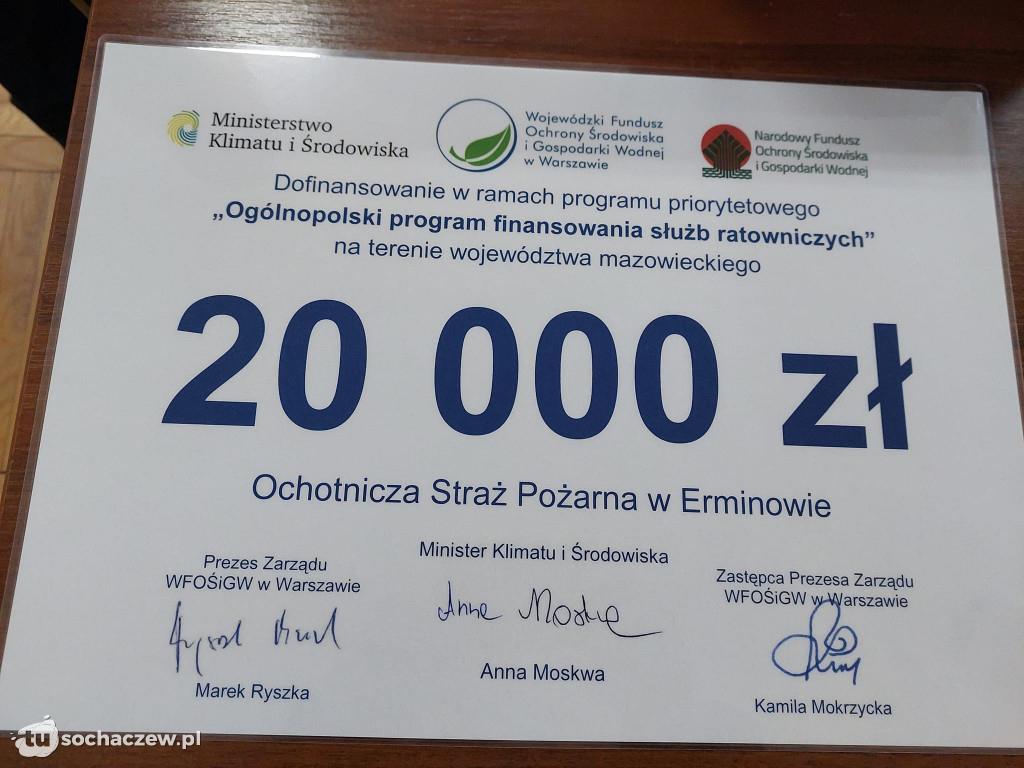 Ministerstwo
Klimatu i Środowiska
Wojewódzki Fundusz
Ochrony Środowiska
i Gospodarki Wodnej
w Warszawie
Narodowy Fundusz
Ochrony Środowiska
i Gospodarki Wodnej
Dofinansowanie w ramach programu priorytetowego
„Ogólnopolski program finansowania służb ratowniczych”
na terenie województwa mazowieckiego
20 000 zł
Ochotnicza Straż Pożarna w Erminowie
Prezes Zarządu
WFOŚiGW w Warszawie
Marek Ryszka
Minister Klimatu i Środowiska
Anna Moskwa
Anna Moskwa
Zastępca Prezesa Zarządu
WFOŚiGW w Warszawie
Kamila Mokrzycka
tu sochaczew.pl